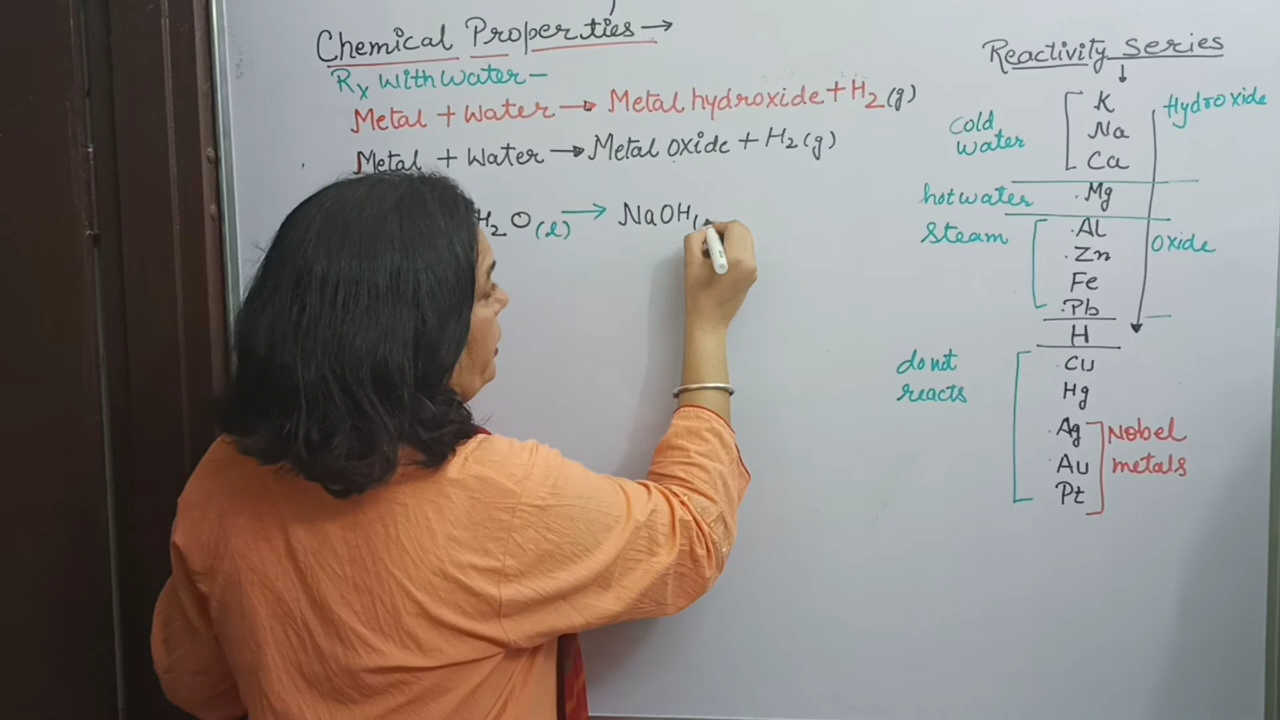 Chemical Properties →
Rx with water –
Metal + Water → Metal hydroxide + H₂(g)
Metal + Water → Metal oxide + H₂(g)
H₂O(l) → NaOH(
Reactivity series
↓
cold water
K
Na
Ca
Hydroxide
hot water
.Mg
steam
.Al
.Zn
Fe
.Pb
oxide
H
do not reacts
Cu
Hg
Ag
Au
Pt
Nobel metals